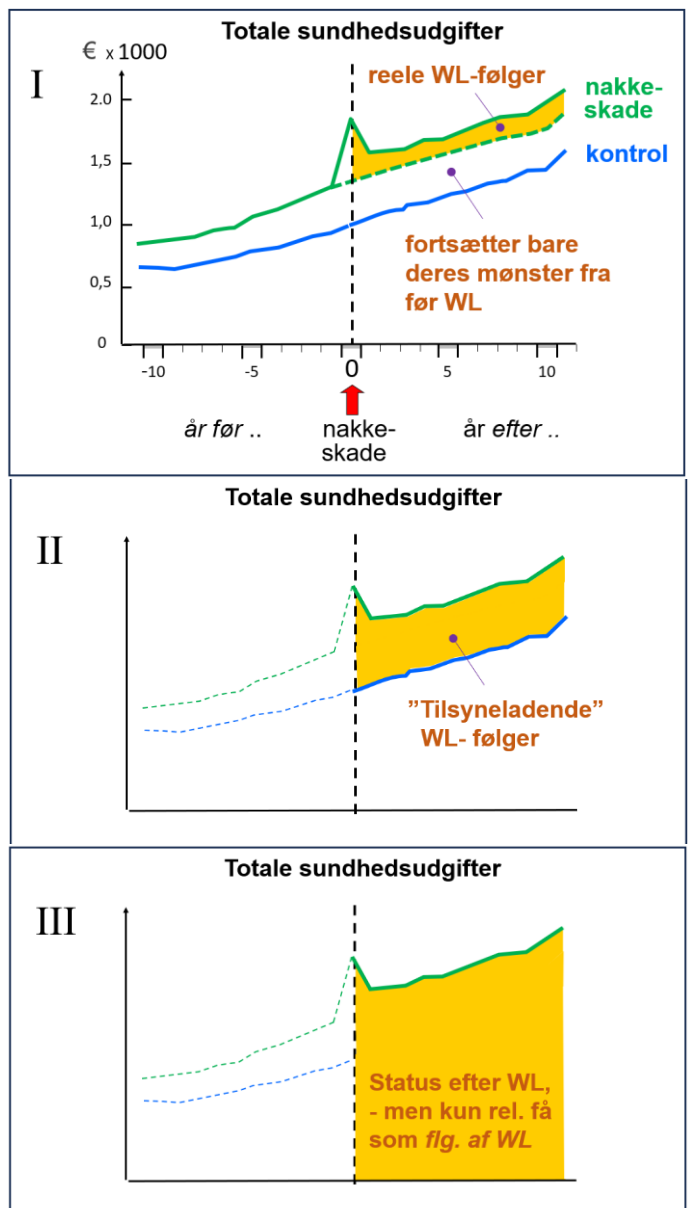 Totale sundhedsudgifter
€ x 1000
I
reele WL-følger
nakke-
skade
2.0
1,5
kontrol
1,0
fortsætter bare
deres mønster fra
før WL
0,5
0
-10
-5
0
5
10
år før ..
nakke-
skade
år efter ..
Totale sundhedsudgifter
II
”Tilsyneladende”
WL- følger
Totale sundhedsudgifter
III
Status efter WL,
- men kun rel. få
som flg. af WL